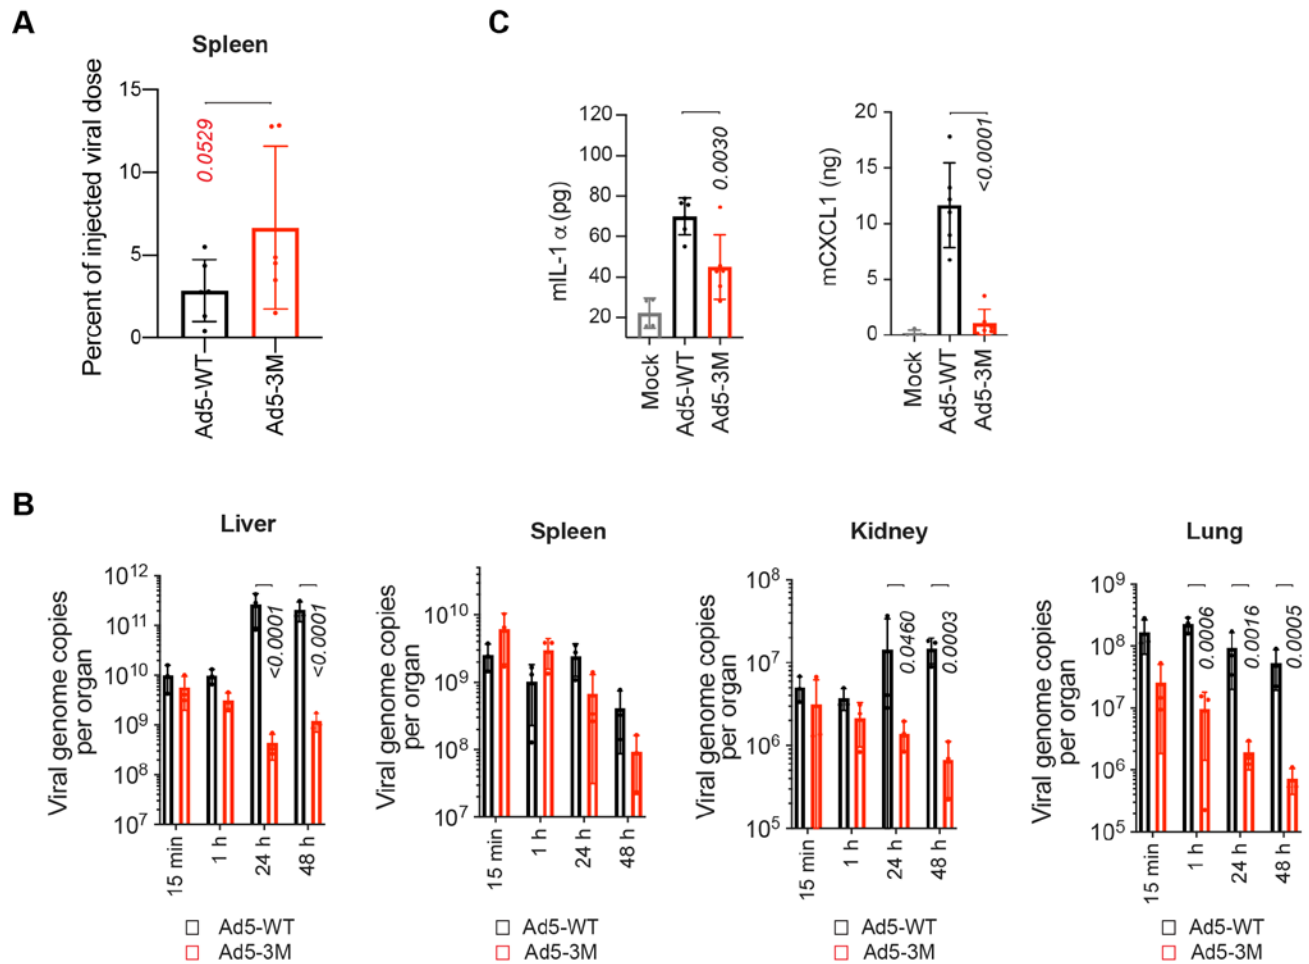 A
Spleen
Percent of injected viral dose
15
10
5
0
0.0529
Ad5-WT
Ad5-3M
C
mIL-1 α (pg)
120
100
80
60
40
20
0.0030
Mock
Ad5-WT
Ad5-3M
mCXCL1 (ng)
20
15
10
5
0
<0.0001
Mock
Ad5-WT
Ad5-3M
B
Liver
Viral genome copies
per organ
10^12
10^11
10^10
10^9
10^8
10^7
<0.0001
<0.0001
15 min
1 h
24 h
48 h
Ad5-WT
Ad5-3M
Spleen
Viral genome copies
per organ
10^10
10^9
10^8
10^7
15 min
1 h
24 h
48 h
Ad5-WT
Ad5-3M
Kidney
Viral genome copies
per organ
10^8
10^7
10^6
10^5
0.0460
0.0003
15 min
1 h
24 h
48 h
Ad5-WT
Ad5-3M
Lung
Viral genome copies
per organ
10^9
10^8
10^7
10^6
10^5
0.0006
0.0016
0.0005
15 min
1 h
24 h
48 h
Ad5-WT
Ad5-3M